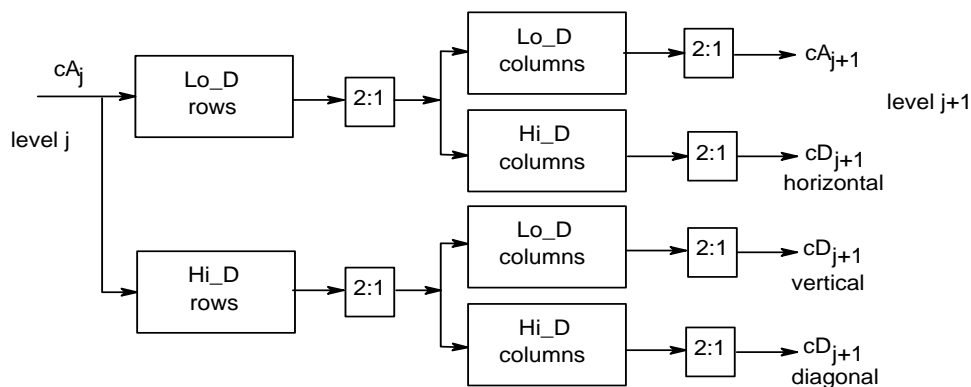 cAj
level j
Lo_D
rows
2:1
Lo_D
columns
2:1
cAj+1
level j+1
Hi_D
columns
2:1
cDj+1
horizontal
Hi_D
rows
2:1
Lo_D
columns
2:1
cDj+1
vertical
Hi_D
columns
2:1
cDj+1
diagonal